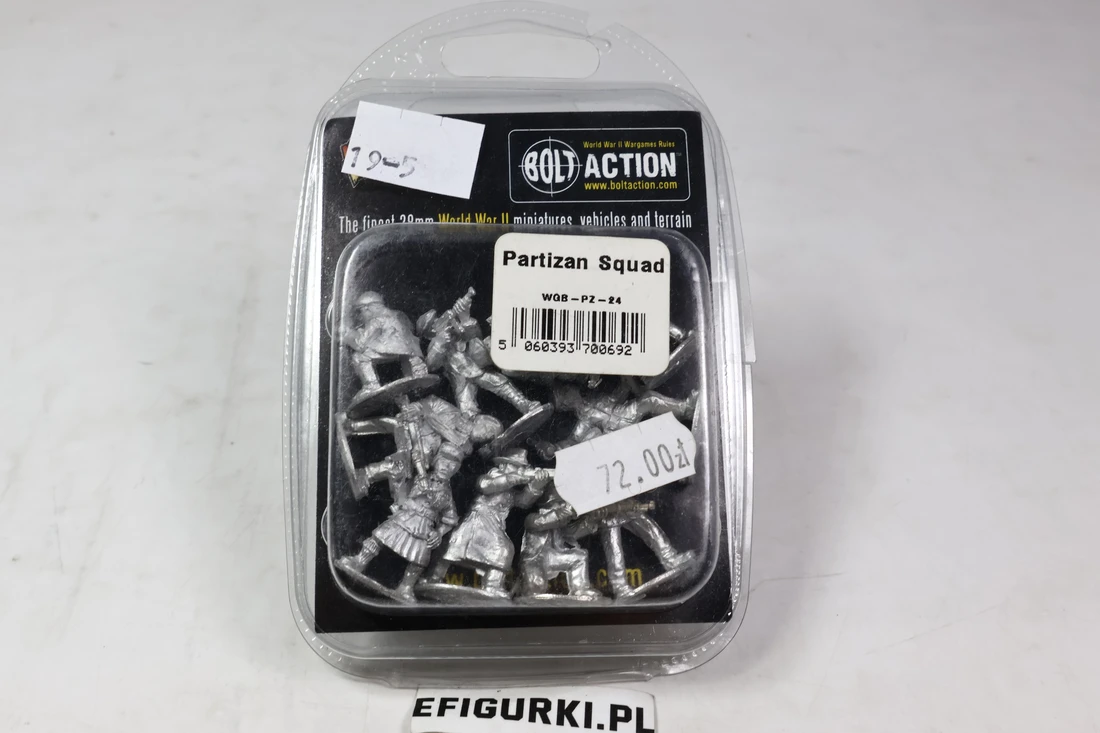 19-5
World War II Wargames Rules
BOLT ACTION™
www.boltaction.com
The finest 28mm World War II miniatures, vehicles and terrain
Partizan Squad
WGB-PZ-24
5 060393 700692
72.00zł
EFIGURKI.PL